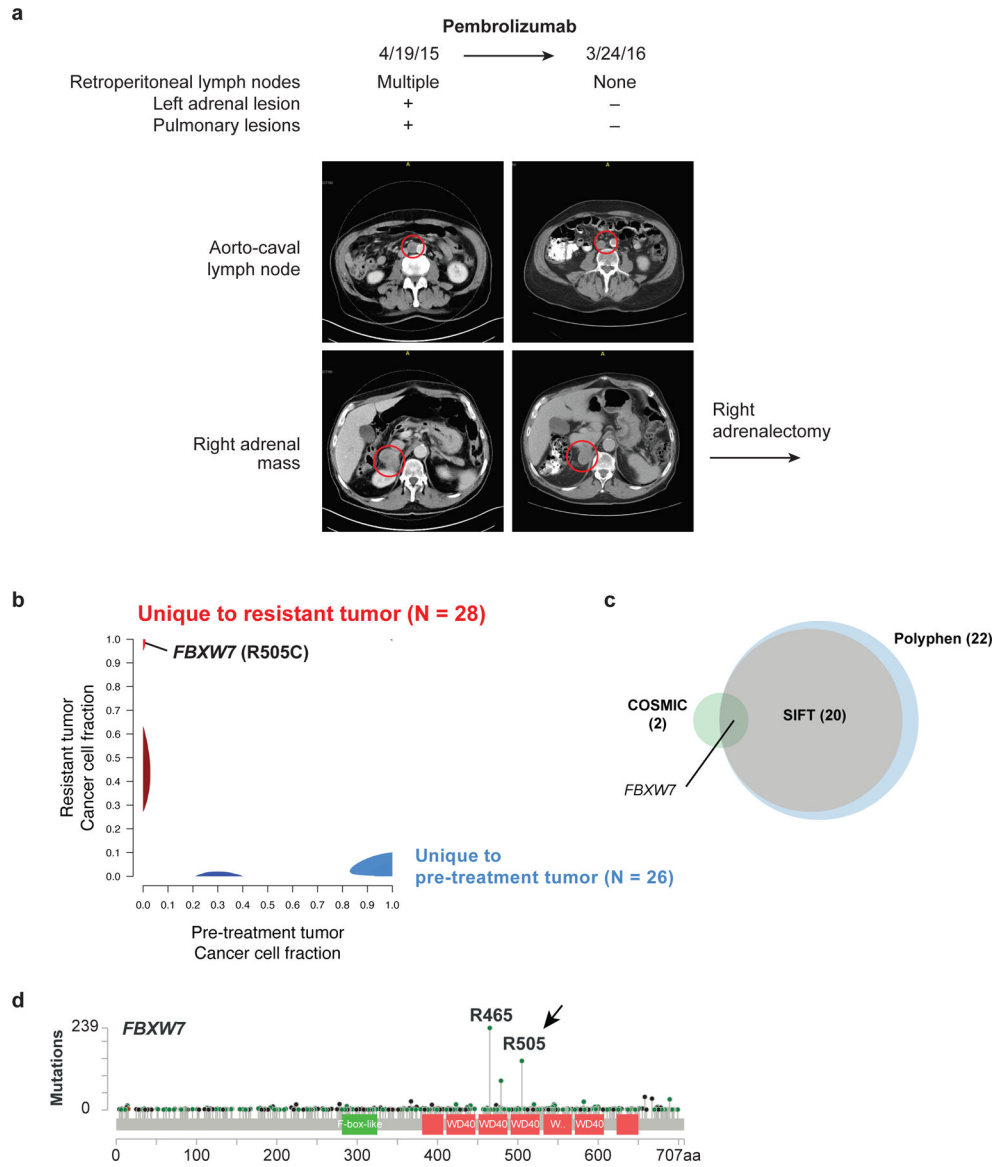 a
Pembrolizumab
4/19/15 3/24/16
Retroperitoneal lymph nodes Multiple None
Left adrenal lesion + –
Pulmonary lesions + –
A A
Aorto-caval
lymph node
A A
Right adrenal
mass
Right
adrenalectomy
b
Unique to resistant tumor (N = 28)
FBXW7 (R505C)
Resistant tumor
Cancer cell fraction
1.0
0.9
0.8
0.7
0.6
0.5
0.4
0.3
0.2
0.1
0.0
Unique to
pre-treatment tumor (N = 26)
0.0 0.1 0.2 0.3 0.4 0.5 0.6 0.7 0.8 0.9 1.0
Pre-treatment tumor
Cancer cell fraction
c
Polyphen (22)
COSMIC
(2)
SIFT (20)
FBXW7
d
Mutations
239
0
FBXW7
R465
R505
F-box-like WD40 WD40 WD40 W.. WD40
0 100 200 300 400 500 600 707aa